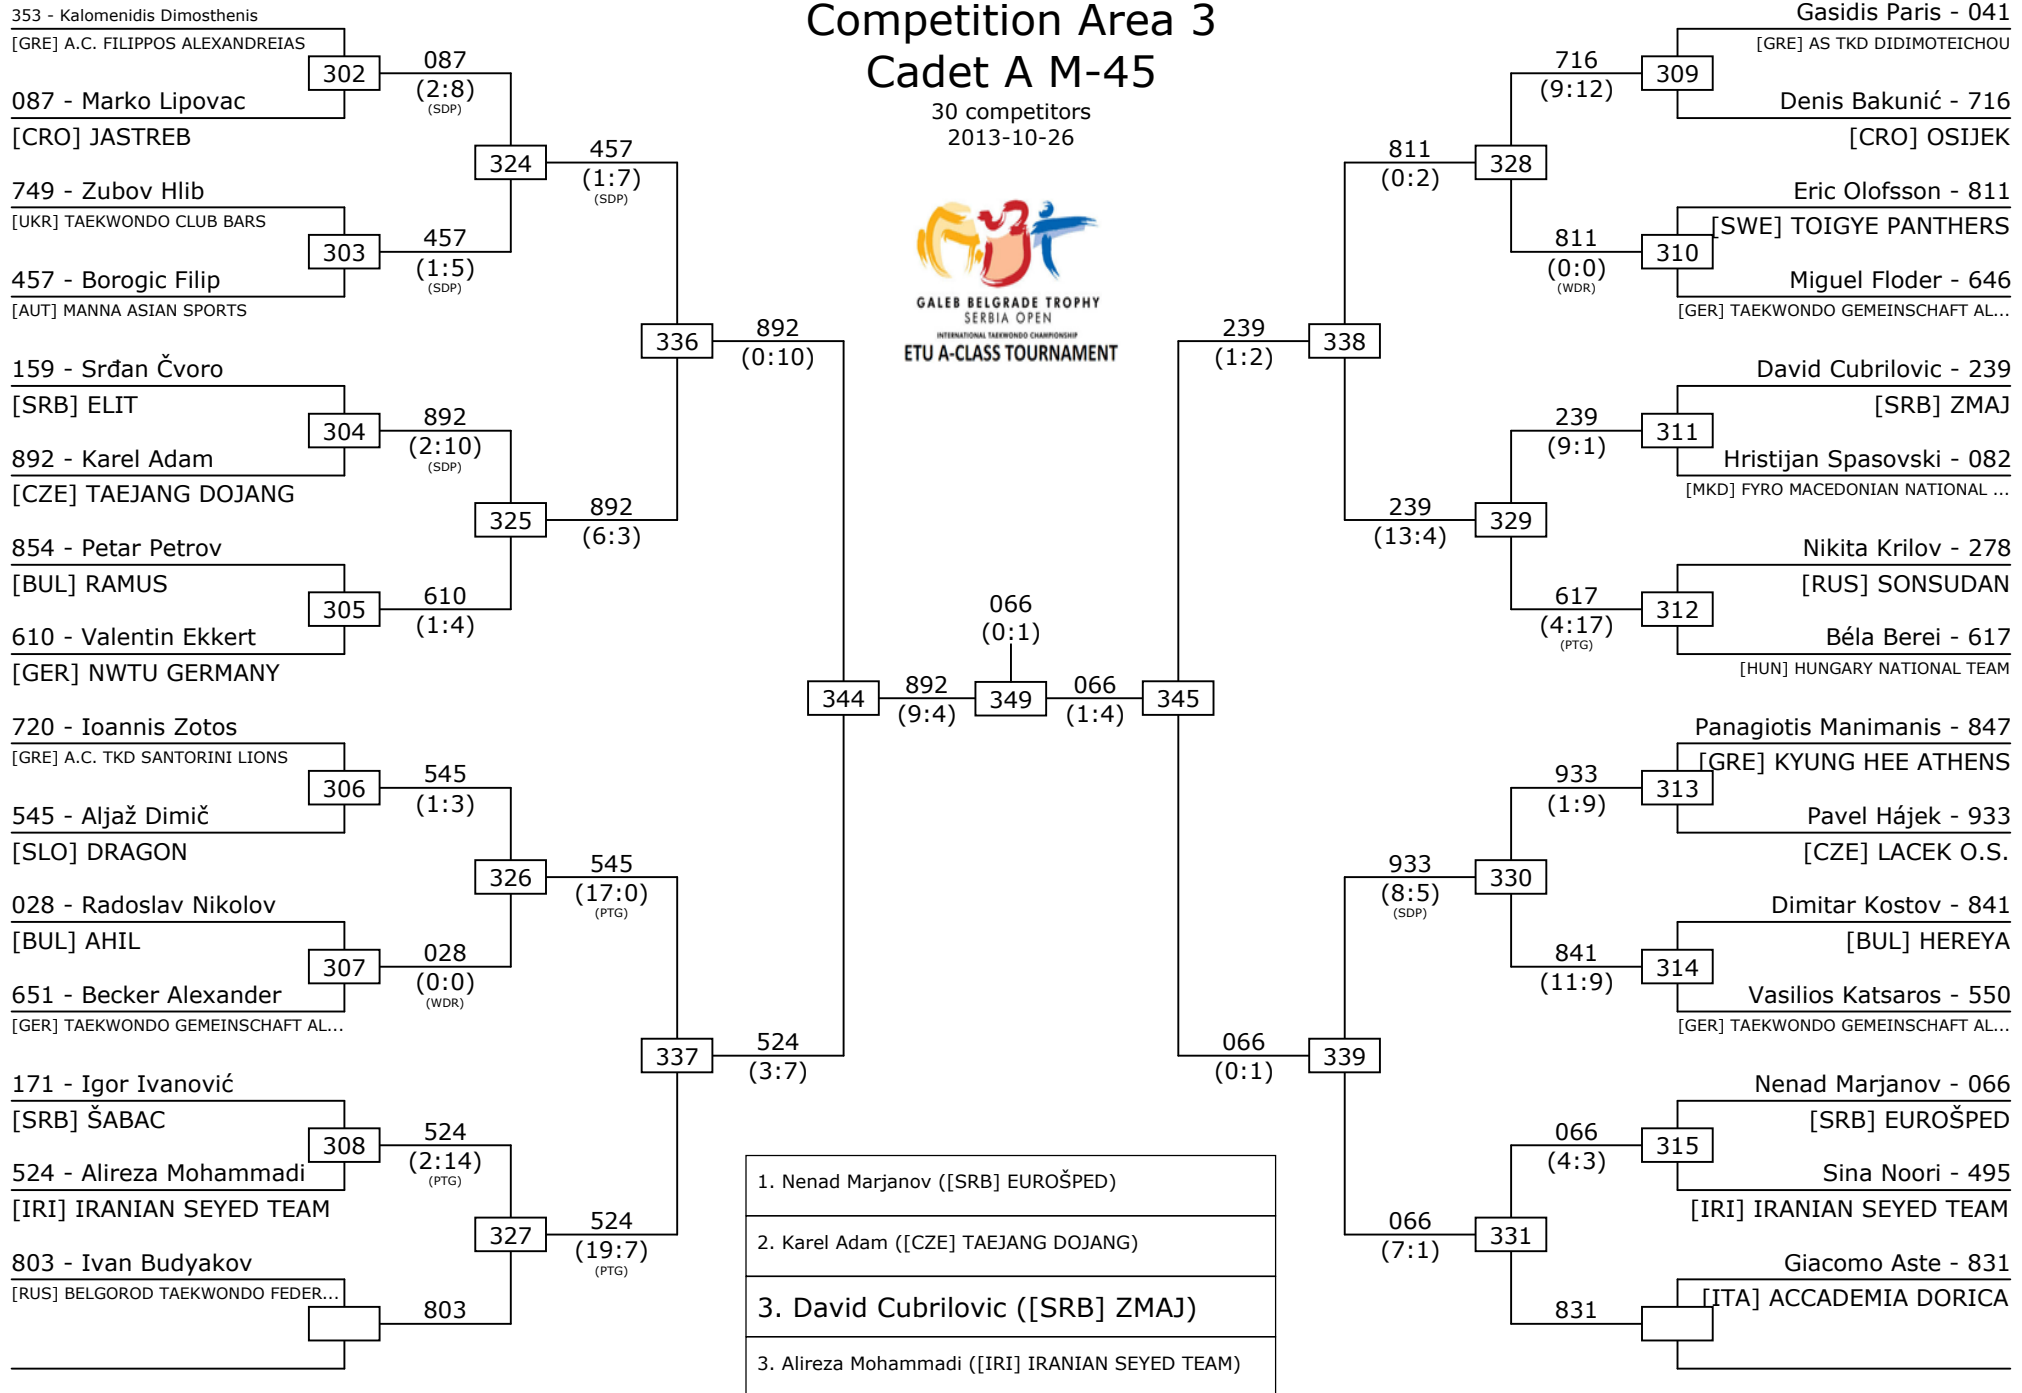 Competition Area 3
Cadet A M-45
30 competitors
2013-10-26
GALEB BELGRADE TROPHY
SERBIA OPEN
INTERNATIONAL TAEKWONDO CHAMPIONSHIP
ETU A-CLASS TOURNAMENT
353 - Kalomenidis Dimosthenis
[GRE] A.C. FILIPPOS ALEXANDREIAS
302
087
(2:8)
(SDP)
087 - Marko Lipovac
[CRO] JASTREB
324
457
(1:7)
(SDP)
749 - Zubov Hlib
[UKR] TAEKWONDO CLUB BARS
303
457
(1:5)
(SDP)
457 - Borogic Filip
[AUT] MANNA ASIAN SPORTS
336
892
(0:10)
159 - Srđan Čvoro
[SRB] ELIT
304
892
(2:10)
(SDP)
892 - Karel Adam
[CZE] TAEJANG DOJANG
325
892
(6:3)
854 - Petar Petrov
[BUL] RAMUS
305
610
(1:4)
610 - Valentin Ekkert
[GER] NWTU GERMANY
344
892
(9:4)
349
066
(0:1)
066
(1:4)
345
720 - Ioannis Zotos
[GRE] A.C. TKD SANTORINI LIONS
306
545
(1:3)
545 - Aljaž Dimič
[SLO] DRAGON
326
545
(17:0)
(PTG)
028 - Radoslav Nikolov
[BUL] AHIL
307
028
(0:0)
(WDR)
651 - Becker Alexander
[GER] TAEKWONDO GEMEINSCHAFT AL...
337
524
(3:7)
171 - Igor Ivanović
[SRB] ŠABAC
308
524
(2:14)
(PTG)
524 - Alireza Mohammadi
[IRI] IRANIAN SEYED TEAM
327
524
(19:7)
(PTG)
803 - Ivan Budyakov
[RUS] BELGOROD TAEKWONDO FEDER...
803
Gasidis Paris - 041
[GRE] AS TKD DIDIMOTEICHOU
716
(9:12)
309
Denis Bakunić - 716
[CRO] OSIJEK
811
(0:2)
328
Eric Olofsson - 811
[SWE] TOIGYE PANTHERS
811
(0:0)
(WDR)
310
Miguel Floder - 646
[GER] TAEKWONDO GEMEINSCHAFT AL...
239
(1:2)
338
David Cubrilovic - 239
[SRB] ZMAJ
239
(9:1)
311
Hristijan Spasovski - 082
[MKD] FYRO MACEDONIAN NATIONAL ...
239
(13:4)
329
Nikita Krilov - 278
[RUS] SONSUDAN
617
(4:17)
(PTG)
312
Béla Berei - 617
[HUN] HUNGARY NATIONAL TEAM
Panagiotis Manimanis - 847
[GRE] KYUNG HEE ATHENS
933
(1:9)
313
Pavel Hájek - 933
[CZE] LACEK O.S.
933
(8:5)
(SDP)
330
Dimitar Kostov - 841
[BUL] HEREYA
841
(11:9)
314
Vasilios Katsaros - 550
[GER] TAEKWONDO GEMEINSCHAFT AL...
066
(0:1)
339
Nenad Marjanov - 066
[SRB] EUROŠPED
066
(4:3)
315
Sina Noori - 495
[IRI] IRANIAN SEYED TEAM
066
(7:1)
331
Giacomo Aste - 831
[ITA] ACCADEMIA DORICA
831
1. Nenad Marjanov ([SRB] EUROŠPED)
2. Karel Adam ([CZE] TAEJANG DOJANG)
3. David Cubrilovic ([SRB] ZMAJ)
3. Alireza Mohammadi ([IRI] IRANIAN SEYED TEAM)